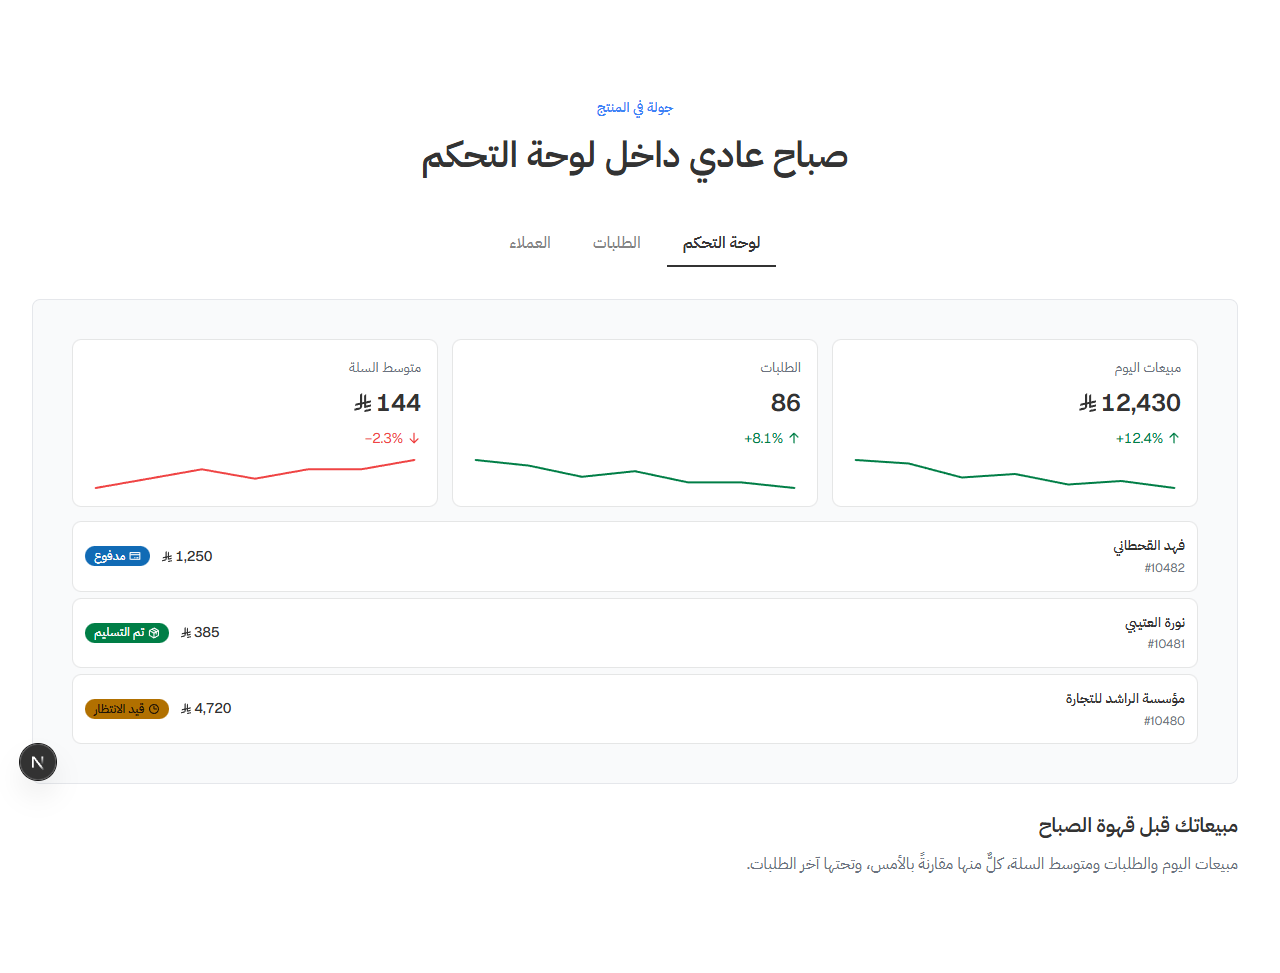 جولة في المنتج
صباح عادي داخل لوحة التحكم
لوحة التحكم
الطلبات
العملاء
مبيعات اليوم
12,430 ⃁
↑ +12.4%
الطلبات
86
↑ +8.1%
متوسط السلة
144 ⃁
↓ −2.3%
فهد القحطاني
#10482
1,250 ⃁
مدفوع
نورة العتيبي
#10481
385 ⃁
تم التسليم
مؤسسة الراشد للتجارة
#10480
4,720 ⃁
قيد الانتظار
N
مبيعاتك قبل قهوة الصباح
مبيعات اليوم والطلبات ومتوسط السلة، كلٌّ منها مقارنةً بالأمس، وتحتها آخر الطلبات.